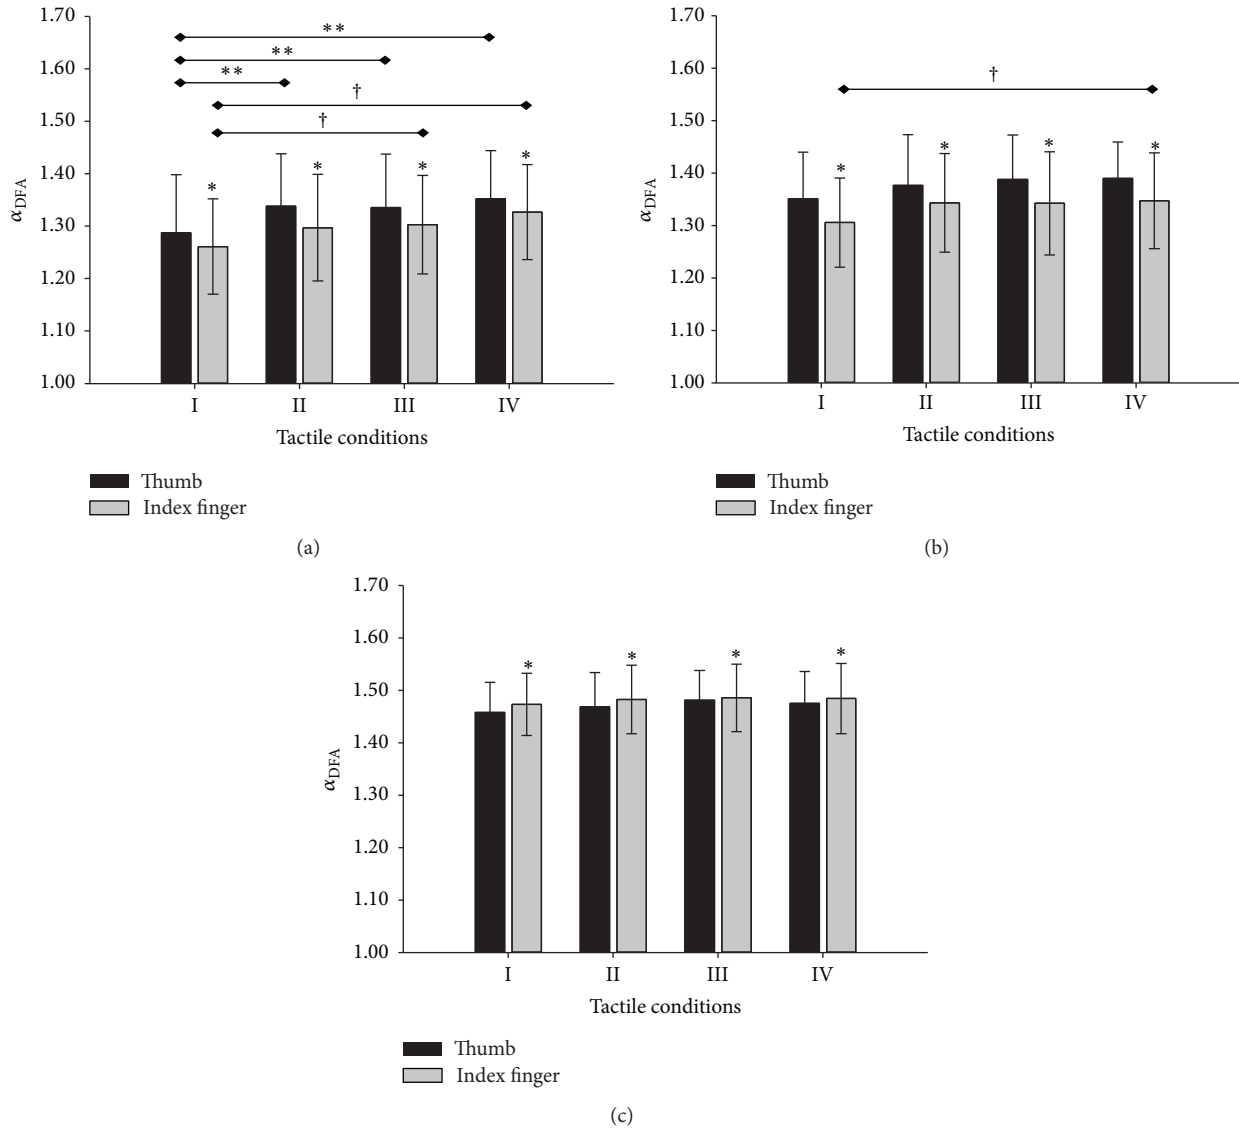 1.70
1.60
1.50
1.40
1.30
1.20
1.10
1.00
αDFA
**
**
**
†
†
* * * *
I II III IV
Tactile conditions
Thumb
Index finger
(a)
1.70
1.60
1.50
1.40
1.30
1.20
1.10
1.00
αDFA
†
* * * *
I II III IV
Tactile conditions
Thumb
Index finger
(b)
1.70
1.60
1.50
1.40
1.30
1.20
1.10
1.00
αDFA
* * * *
I II III IV
Tactile conditions
Thumb
Index finger
(c)